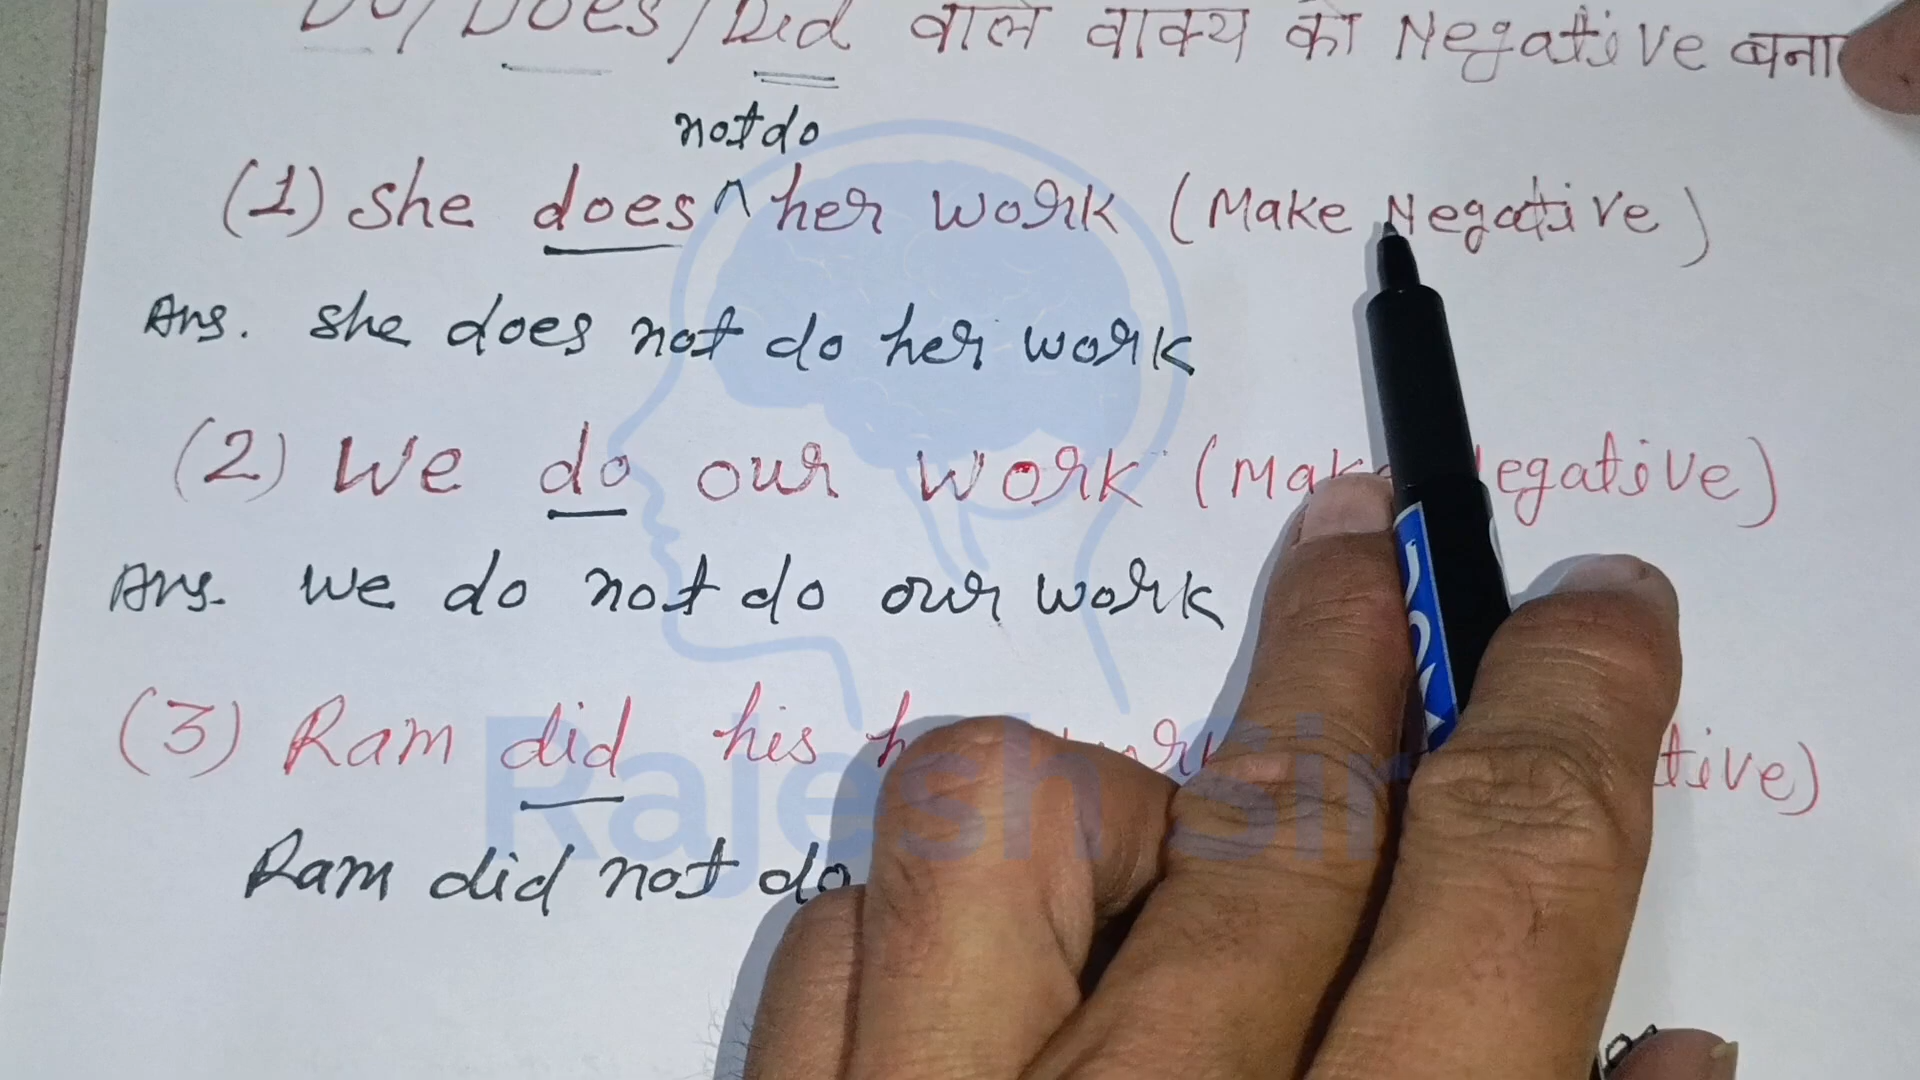 Do/Does/Did वाले वाक्य को Negative बना
not do
(1) She does ^ her work (Make Negative)
Ans. She does not do her work
(2) We do our work (Make Negative)
Ans. We do not do our work
(3) Ram did his
Ram did not do
Rajesh Sir